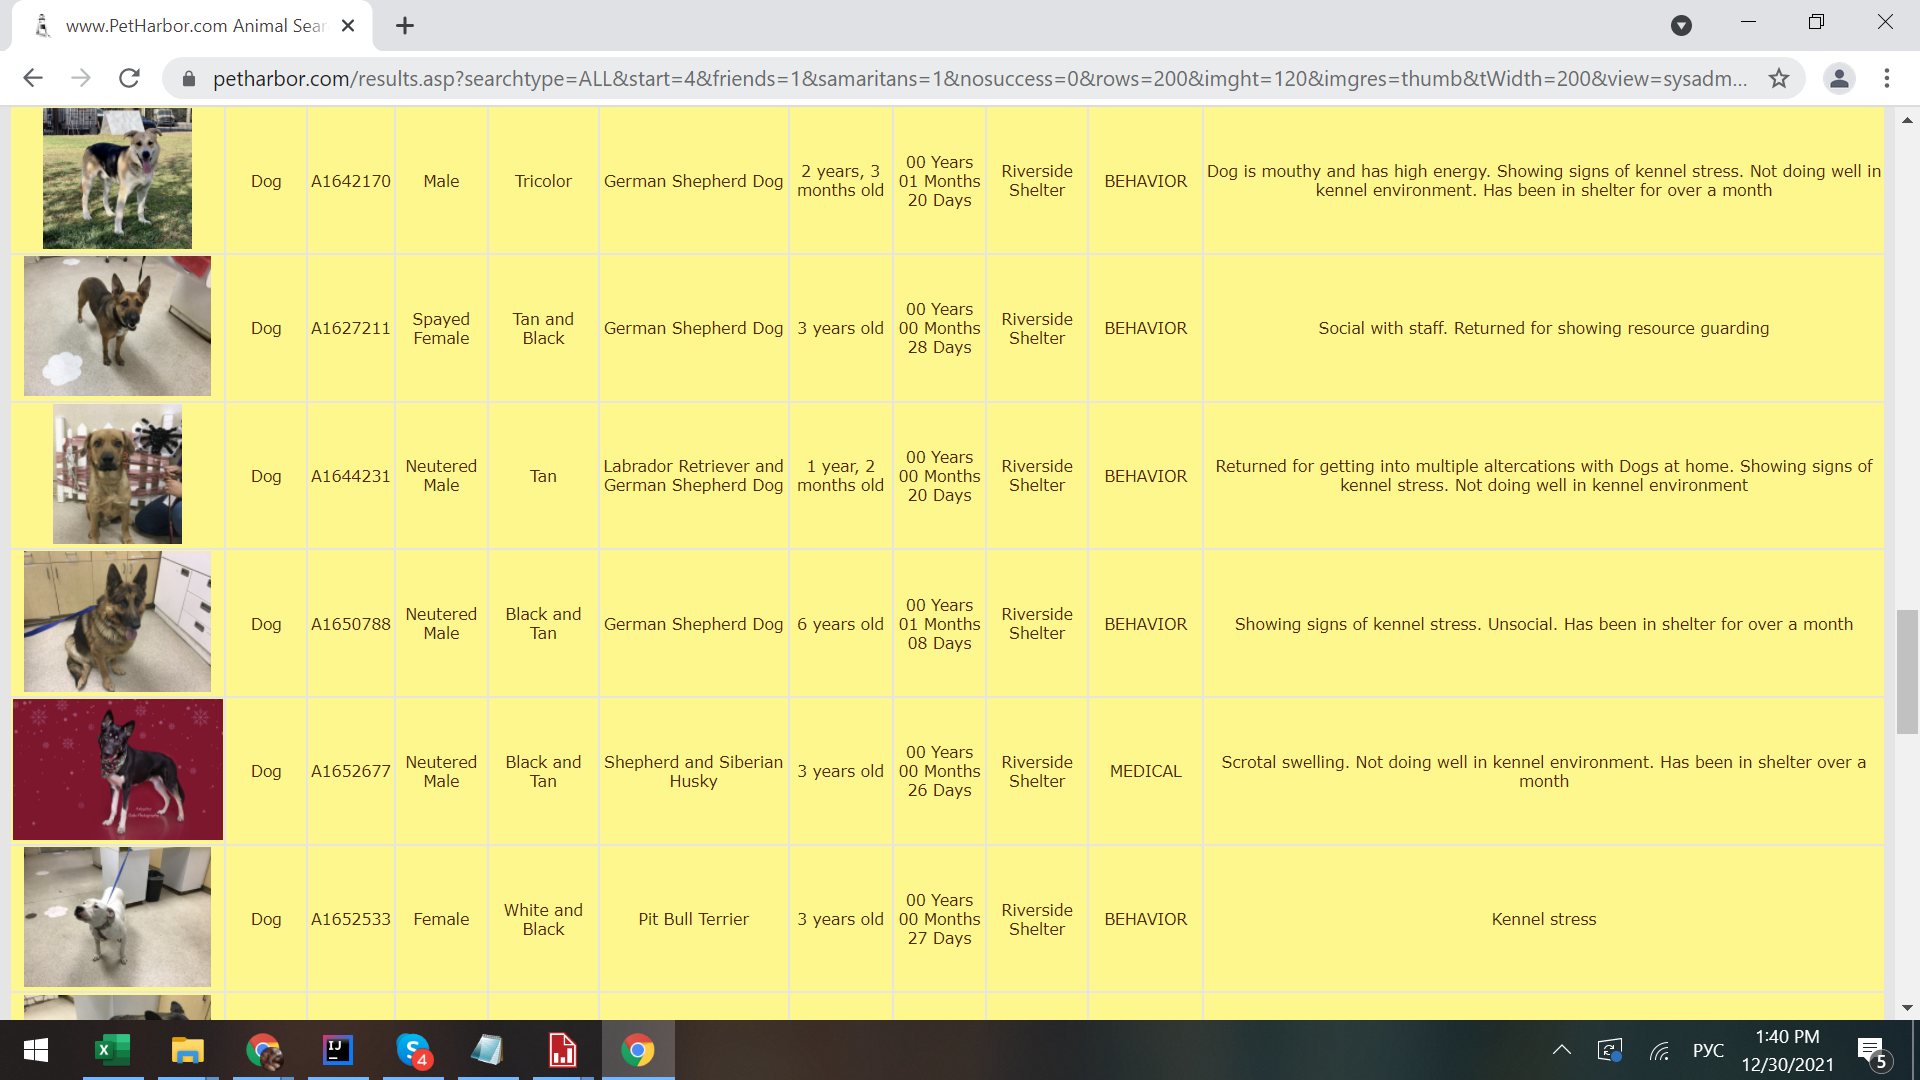 www.PetHarbor.com Animal Sear
petharbor.com/results.asp?searchtype=ALL&start=4&friends=1&samaritans=1&nosuccess=0&rows=200&imght=120&imgres=thumb&tWidth=200&view=sysadm...
Dog
A1642170
Male
Tricolor
German Shepherd Dog
2 years, 3
months old
00 Years
01 Months
20 Days
Riverside
Shelter
BEHAVIOR
Dog is mouthy and has high energy. Showing signs of kennel stress. Not doing well in
kennel environment. Has been in shelter for over a month
Dog
A1627211
Spayed
Female
Tan and
Black
German Shepherd Dog
3 years old
00 Years
00 Months
28 Days
Riverside
Shelter
BEHAVIOR
Social with staff. Returned for showing resource guarding
Dog
A1644231
Neutered
Male
Tan
Labrador Retriever and
German Shepherd Dog
1 year, 2
months old
00 Years
00 Months
20 Days
Riverside
Shelter
BEHAVIOR
Returned for getting into multiple altercations with Dogs at home. Showing signs of
kennel stress. Not doing well in kennel environment
Dog
A1650788
Neutered
Male
Black and
Tan
German Shepherd Dog
6 years old
00 Years
01 Months
08 Days
Riverside
Shelter
BEHAVIOR
Showing signs of kennel stress. Unsocial. Has been in shelter for over a month
Dog
A1652677
Neutered
Male
Black and
Tan
Shepherd and Siberian
Husky
3 years old
00 Years
00 Months
26 Days
Riverside
Shelter
MEDICAL
Scrotal swelling. Not doing well in kennel environment. Has been in shelter over a
month
Dog
A1652533
Female
White and
Black
Pit Bull Terrier
3 years old
00 Years
00 Months
27 Days
Riverside
Shelter
BEHAVIOR
Kennel stress
IJ
4
РУС
1:40 PM
12/30/2021
5